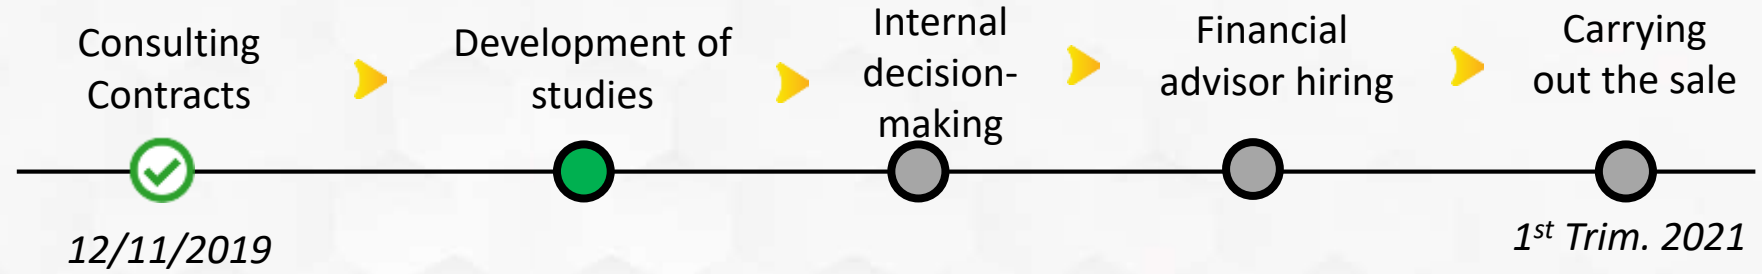 Consulting
Contracts
Development of
studies
Internal
decision-
making
Financial
advisor hiring
Carrying
out the sale
12/11/2019
1st Trim. 2021